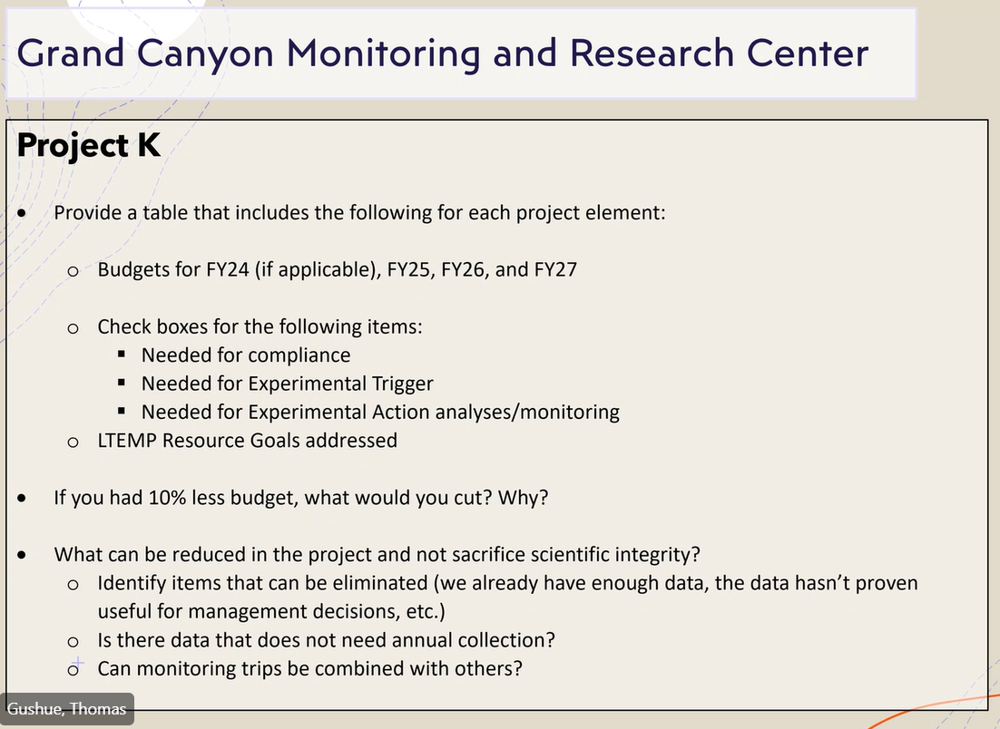 Grand Canyon Monitoring and Research Center
Project K
• Provide a table that includes the following for each project element:
o Budgets for FY24 (if applicable), FY25, FY26, and FY27
o Check boxes for the following items:
▪ Needed for compliance
▪ Needed for Experimental Trigger
▪ Needed for Experimental Action analyses/monitoring
o LTEMP Resource Goals addressed
• If you had 10% less budget, what would you cut? Why?
• What can be reduced in the project and not sacrifice scientific integrity?
o Identify items that can be eliminated (we already have enough data, the data hasn’t proven
useful for management decisions, etc.)
o Is there data that does not need annual collection?
o Can monitoring trips be combined with others?
Gushue, Thomas